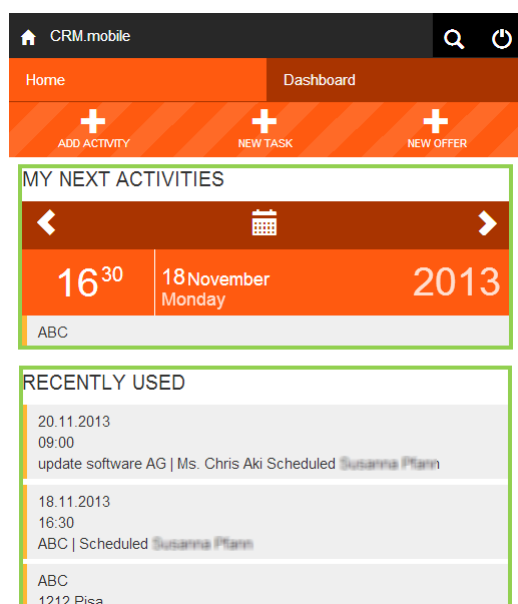 CRM.mobile
Home Dashboard
ADD ACTIVITY NEW TASK NEW OFFER
MY NEXT ACTIVITIES
16 30 18 November 2013
Monday
ABC
RECENTLY USED
20.11.2013
09:00
update software AG | Ms. Chris Aki Scheduled
18.11.2013
16:30
ABC | Scheduled
ABC
1212 Pisa